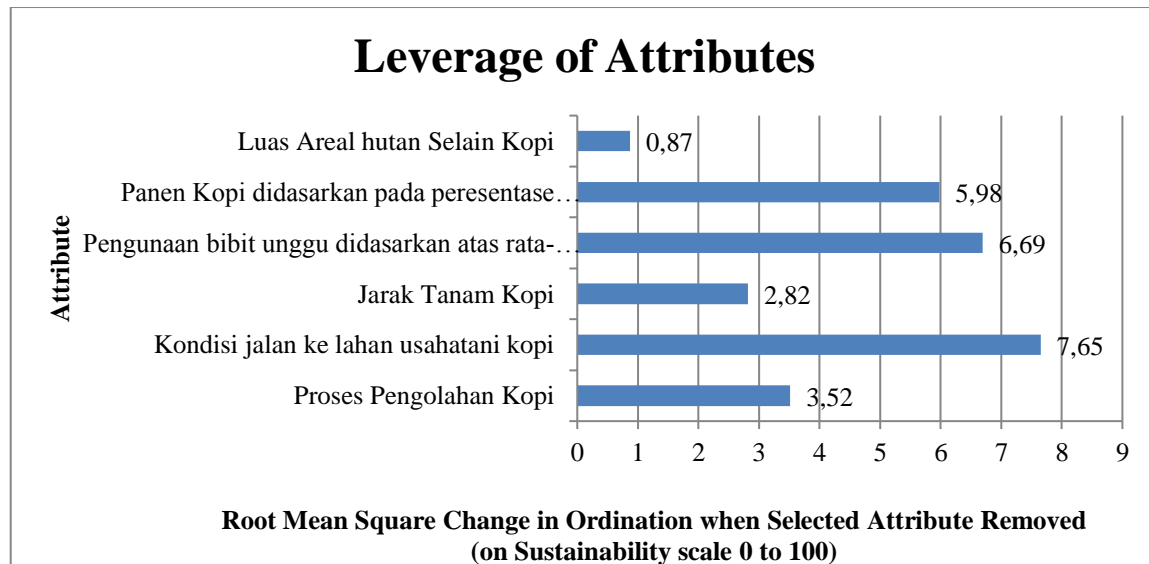 Leverage of Attributes
Attribute
Luas Areal hutan Selain Kopi
0,87
Panen Kopi didasarkan pada peresentase…
5,98
Pengunaan bibit unggu didasarkan atas rata-…
6,69
Jarak Tanam Kopi
2,82
Kondisi jalan ke lahan usahatani kopi
7,65
Proses Pengolahan Kopi
3,52
0 1 2 3 4 5 6 7 8 9
Root Mean Square Change in Ordination when Selected Attribute Removed
(on Sustainability scale 0 to 100)